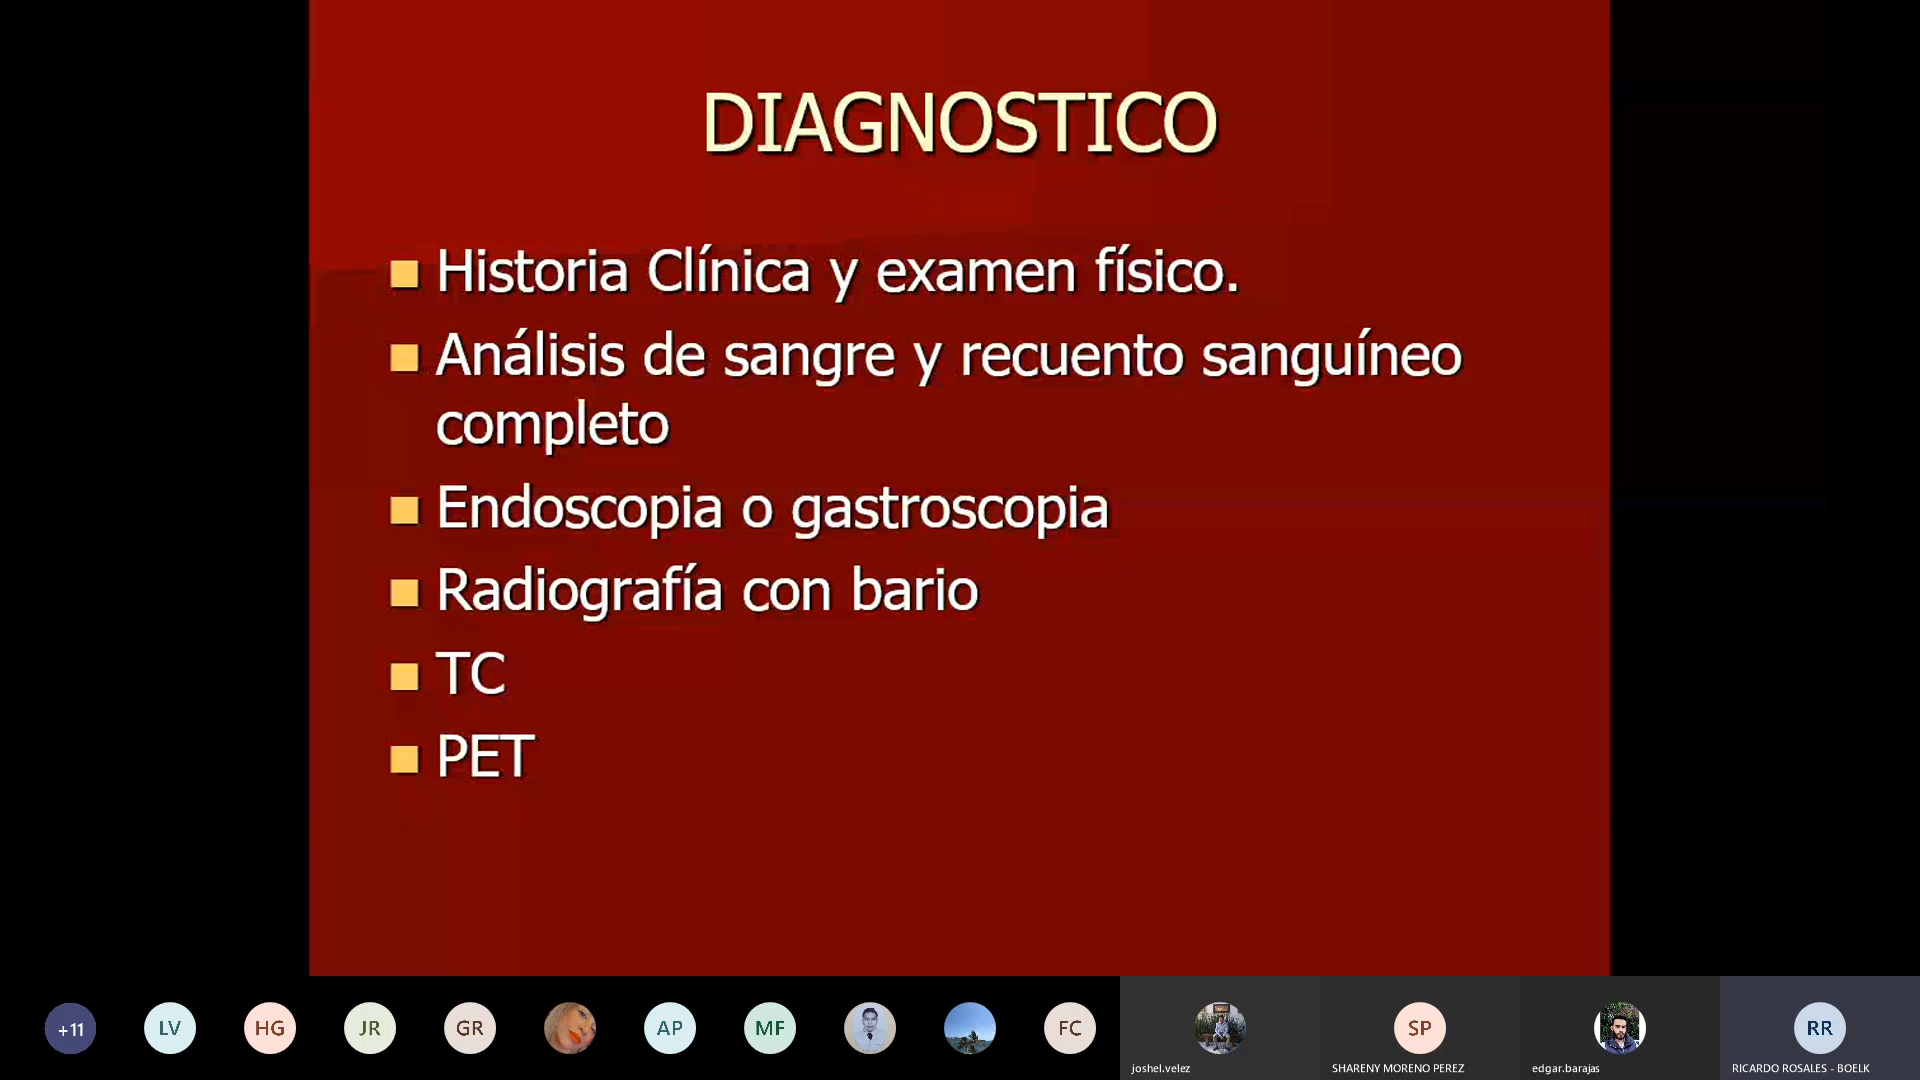 DIAGNOSTICO
Historia Clínica y examen físico.
Análisis de sangre y recuento sanguíneo
completo
Endoscopia o gastroscopia
Radiografía con bario
TC
PET
+11
LV
HG
JR
GR
AP
MF
FC
SP
RR
joshel.velez
SHARENY MORENO PEREZ
edgar.barajas
RICARDO ROSALES - BOELK